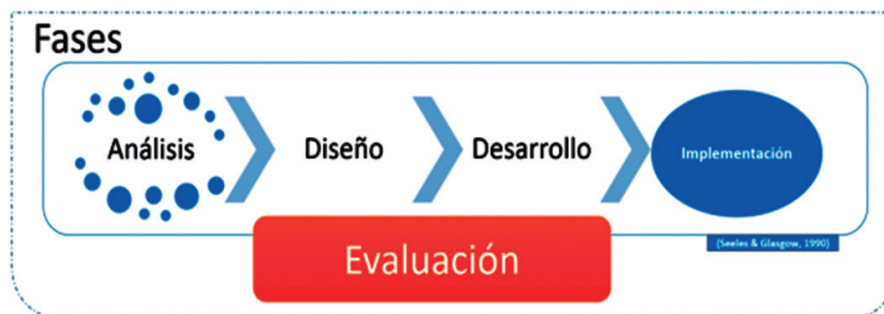 Fases
Análisis
Diseño
Desarrollo
Implementación
(Seeles & Glasgow, 1990)
Evaluación